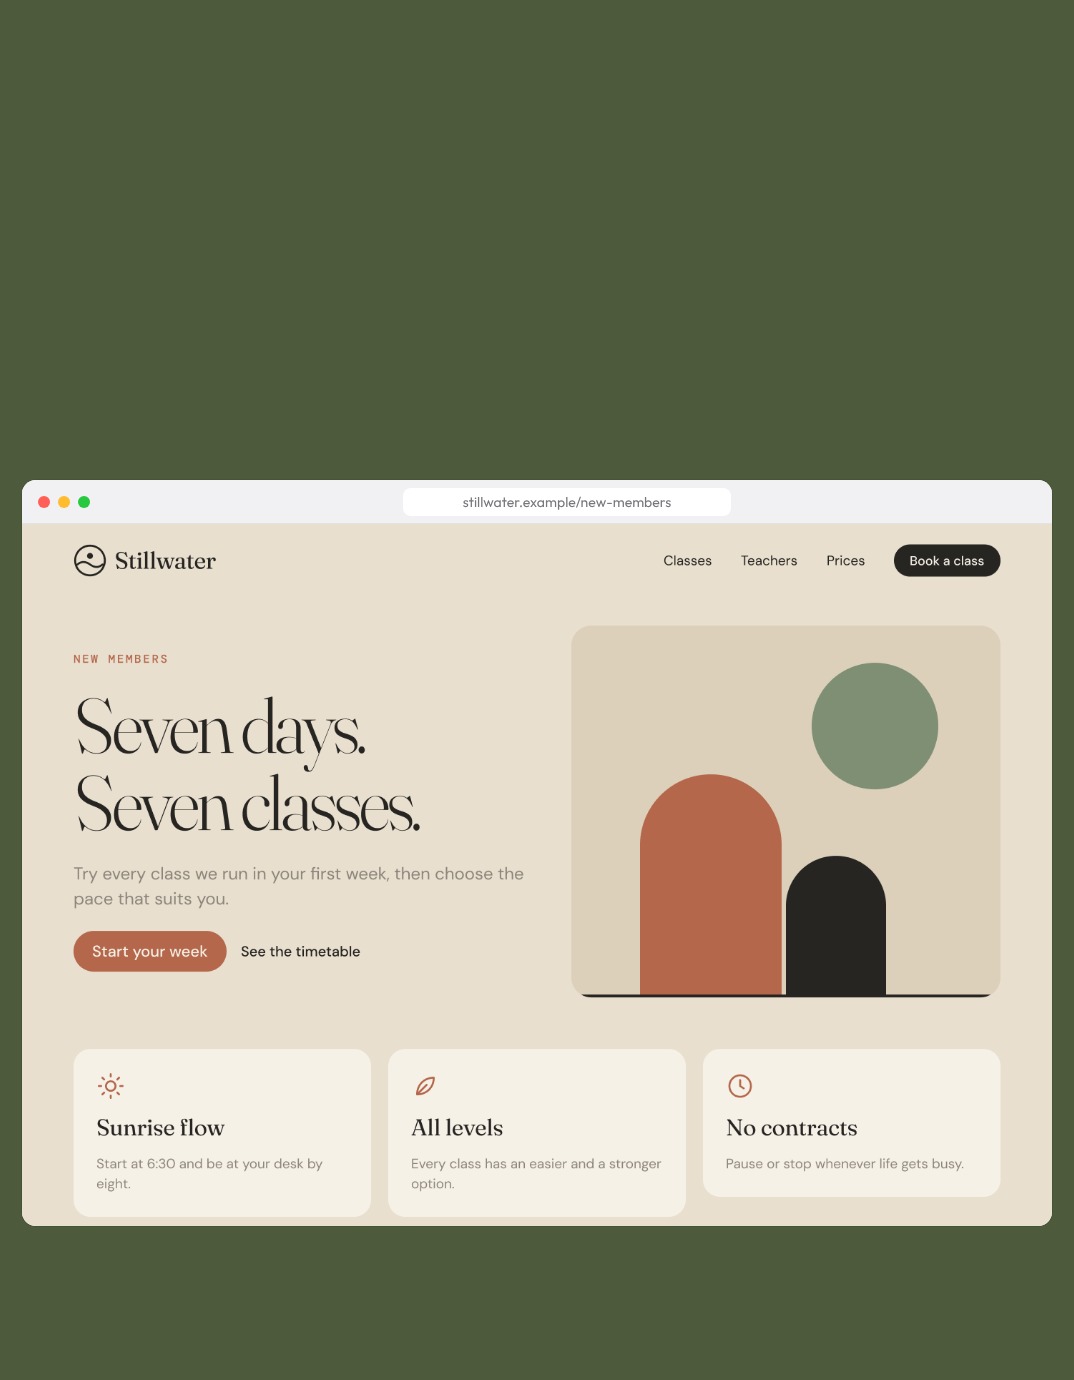 stillwater.example/new-members
Stillwater
Classes
Teachers
Prices
Book a class
NEW MEMBERS
Seven days.
Seven classes.
Try every class we run in your first week, then choose the
pace that suits you.
Start your week
See the timetable
Sunrise flow
Start at 6:30 and be at your desk by
eight.
All levels
Every class has an easier and a stronger
option.
No contracts
Pause or stop whenever life gets busy.